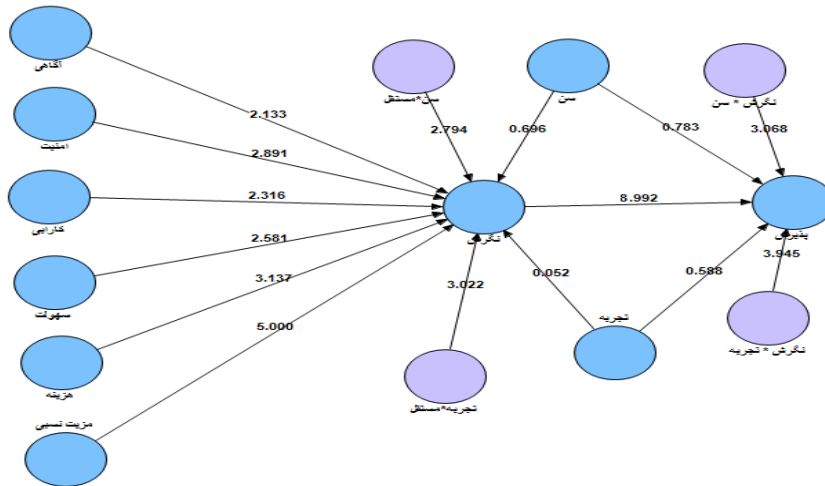 آگاهی
امنیت
کارایی
سهولت
هزینه
مزیت نسبی
2.133
2.891
2.316
2.581
3.137
5.000
سن*مستقل
2.794
سن
0.696
0.783
نگرش * سن
3.068
نگرش
8.992
پذیرش
3.022
تجربه*مستقل
0.052
تجربه
0.588
3.945
نگرش * تجربه